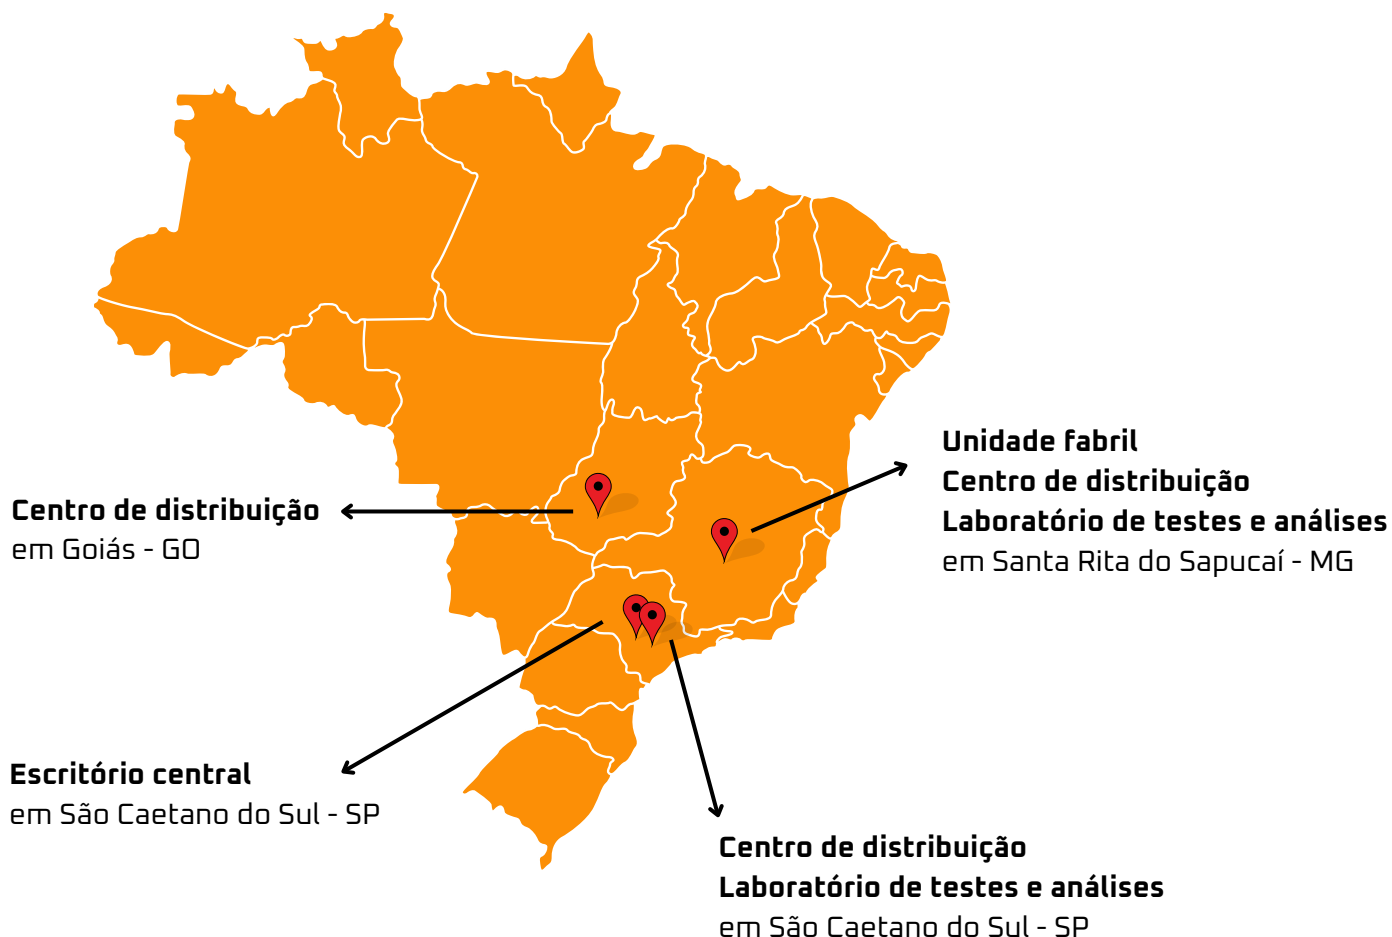 Unidade fabril
Centro de distribuição
Laboratório de testes e análises
em Santa Rita do Sapucaí - MG
Centro de distribuição
em Goiás - GO
Escritório central
em São Caetano do Sul - SP
Centro de distribuição
Laboratório de testes e análises
em São Caetano do Sul - SP